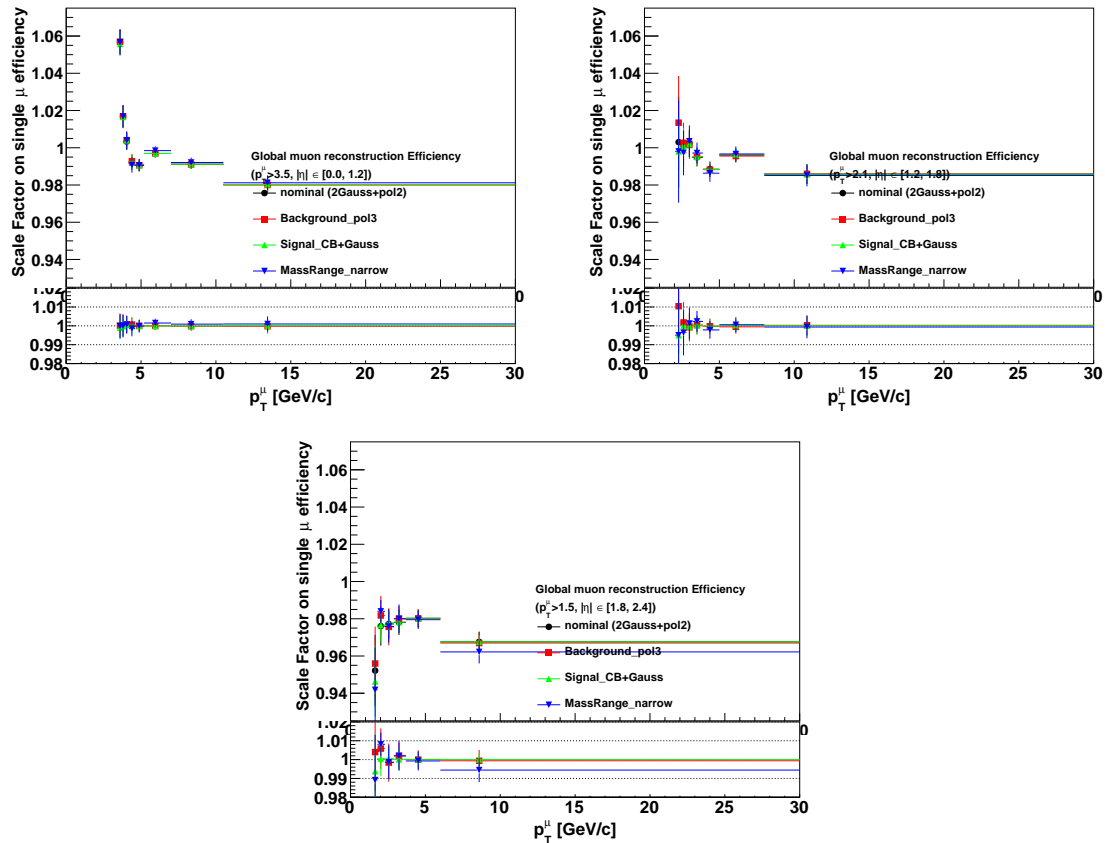 Scale Factor on single μ efficiency
1.06
1.04
1.02
1
0.98
0.96
0.94
Global muon reconstruction Efficiency
(p_T^μ>3.5, |η| ∈ [0.0, 1.2])
nominal (2Gauss+pol2)
Background_pol3
Signal_CB+Gauss
MassRange_narrow
1.02
1.01
1
0.99
0.98
0 5 10 15 20 25 30
p_T^μ [GeV/c]
Scale Factor on single μ efficiency
1.06
1.04
1.02
1
0.98
0.96
0.94
Global muon reconstruction Efficiency
(p_T^μ>2.1, |η| ∈ [1.2, 1.8])
nominal (2Gauss+pol2)
Background_pol3
Signal_CB+Gauss
MassRange_narrow
1.02
1.01
1
0.99
0.98
0 5 10 15 20 25 30
p_T^μ [GeV/c]
Scale Factor on single μ efficiency
1.06
1.04
1.02
1
0.98
0.96
0.94
Global muon reconstruction Efficiency
(p_T^μ>1.5, |η| ∈ [1.8, 2.4])
nominal (2Gauss+pol2)
Background_pol3
Signal_CB+Gauss
MassRange_narrow
1.02
1.01
1
0.99
0.98
0 5 10 15 20 25 30
p_T^μ [GeV/c]